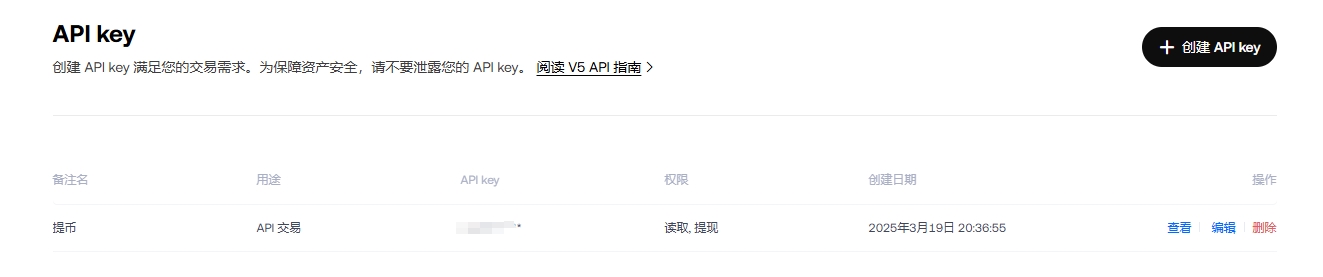 API key
创建 API key 满足您的交易需求。为保障资产安全，请不要泄露您的 API key。 阅读 V5 API 指南 >
+ 创建 API key
备注名 用途 API key 权限 创建日期 操作
提币 API 交易 读取, 提现 2025年3月19日 20:36:55 查看 编辑 删除